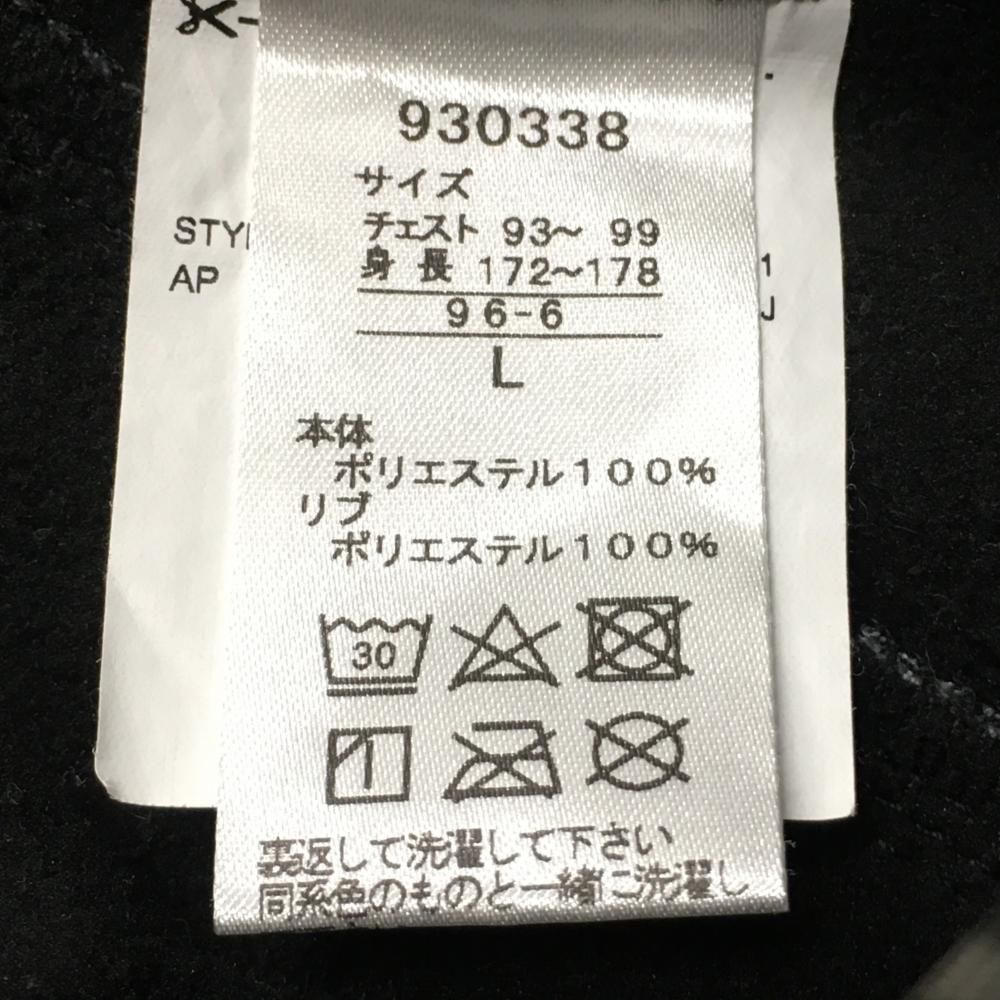 930338
サイズ
チェスト 93～ 99
身 長 172～178
96-6
L
本体
ポリエステル100%
リブ
ポリエステル100%
30
裏返して洗濯して下さい
同系色のものと一緒に洗濯し
STY
AP
1
J